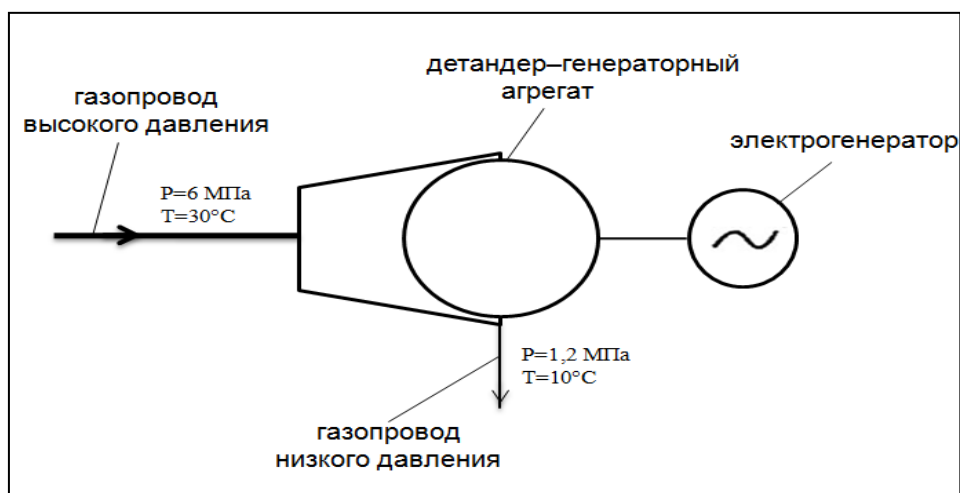 детандер–генераторный
агрегат
газопровод
высокого давления
электрогенератор
P=6 МПа
T=30°C
P=1,2 МПа
T=10°C
газопровод
низкого давления